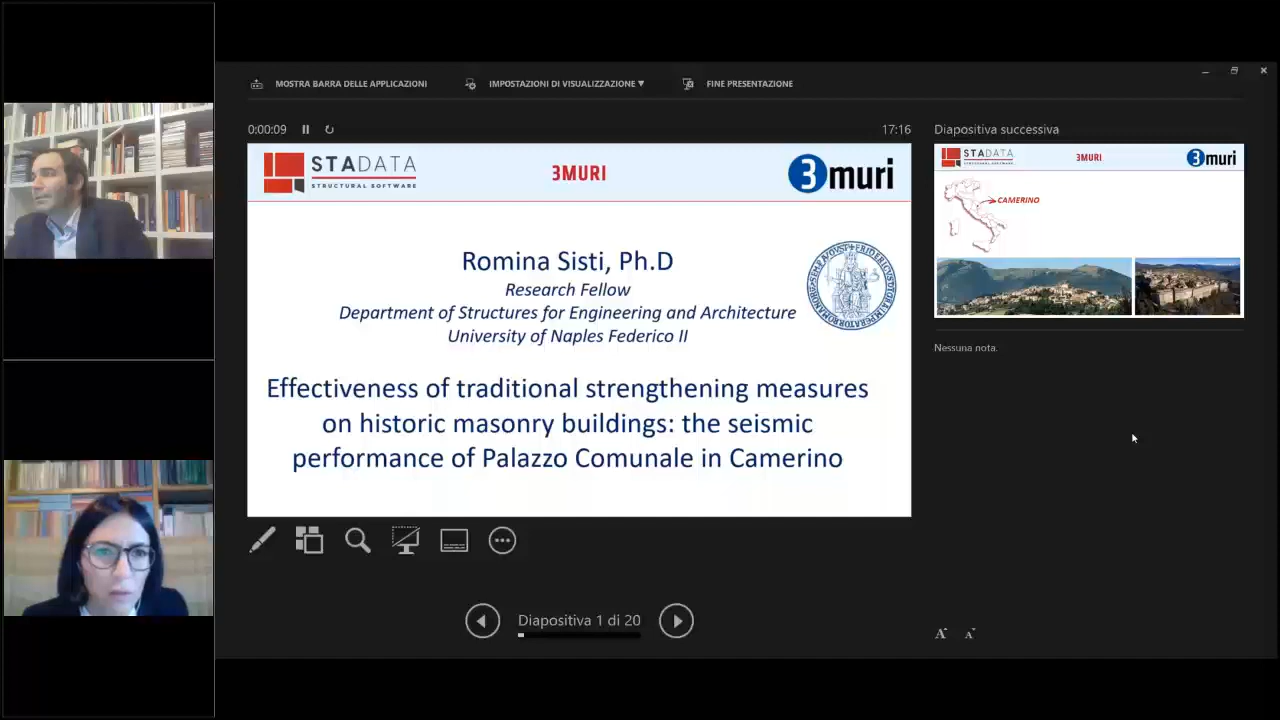 MOSTRA BARRA DELLE APPLICAZIONI
IMPOSTAZIONI DI VISUALIZZAZIONE ▼
FINE PRESENTAZIONE
0:00:09
17:16
STADATA
STRUCTURAL SOFTWARE
3MURI
3muri
Romina Sisti, Ph.D
Research Fellow
Department of Structures for Engineering and Architecture
University of Naples Federico II
Effectiveness of traditional strengthening measures
on historic masonry buildings: the seismic
performance of Palazzo Comunale in Camerino
Diapositiva 1 di 20
Diapositiva successiva
STADATA
STRUCTURAL SOFTWARE
3MURI
3muri
CAMERINO
Nessuna nota.
A A